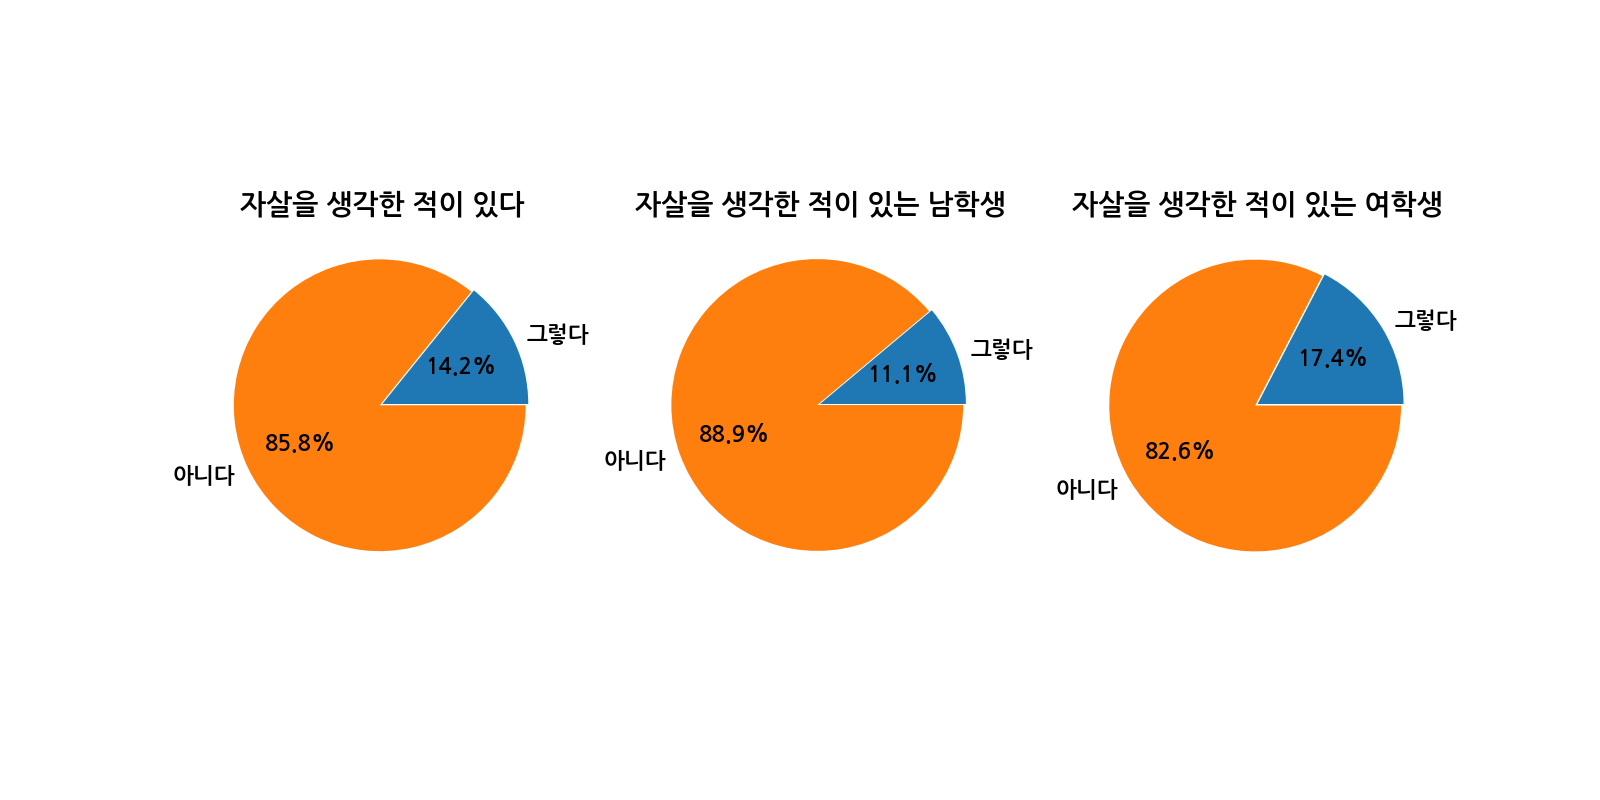 자살을 생각한 적이 있다
그렇다
14.2%
85.8%
아니다
자살을 생각한 적이 있는 남학생
그렇다
11.1%
88.9%
아니다
자살을 생각한 적이 있는 여학생
그렇다
17.4%
82.6%
아니다